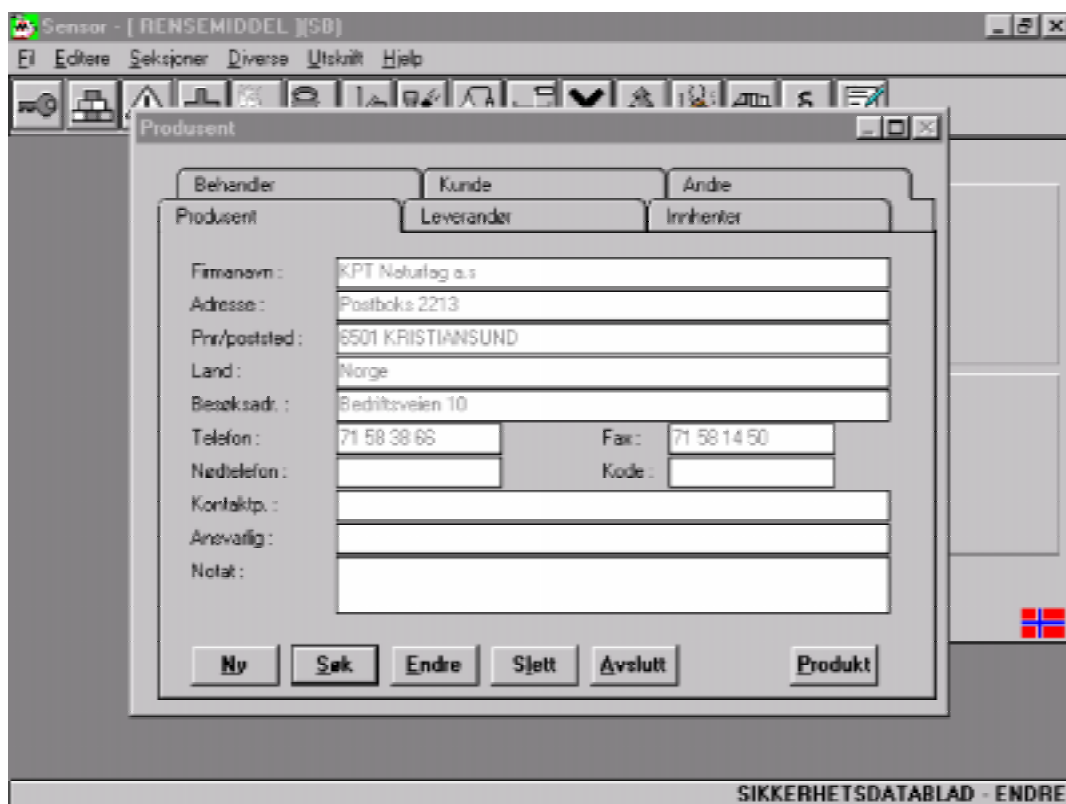 Sensor - [ RENSEMIDDEL ](SB)
Fil Editere Seksjoner Diverse Utskrift Hjelp
Produsent
Behandler Kunde Andre
Produsent Leverandør Innhenter
Firmanavn : KPT Naturfag a.s
Adresse : Postboks 2213
Pnr/poststed : 6501 KRISTIANSUND
Land : Norge
Besøksadr. : Bedriftsveien 10
Telefon : 71 58 38 66 Fax : 71 58 14 50
Nødtelefon : Kode :
Kontaktp. :
Ansvarlig :
Notat :
Ny Søk Endre Slett Avslutt Produkt
SIKKERHETSDATABLAD - ENDRE